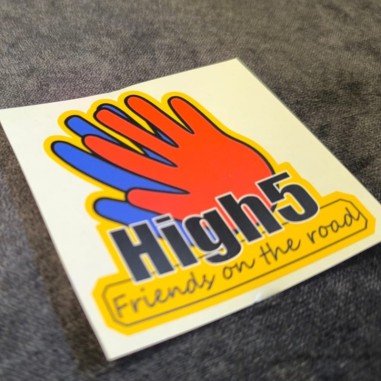 High5
Friends on the road